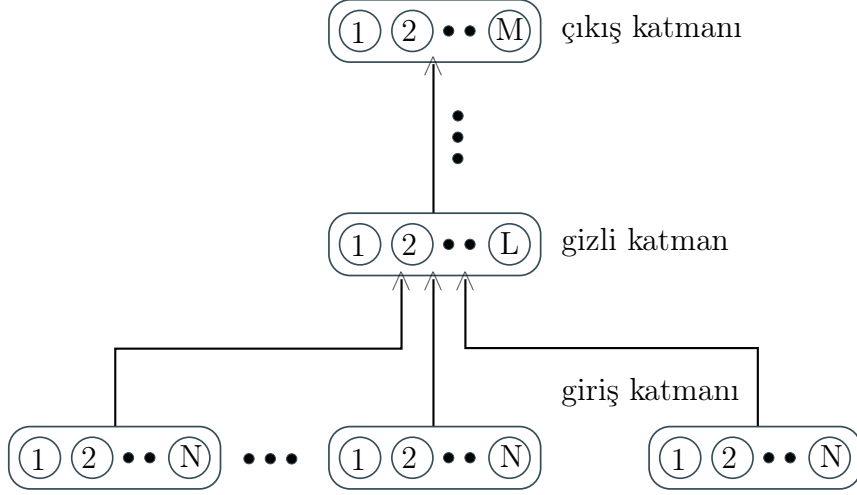 1 2 M çıkış katmanı
1 2 L gizli katman
giriş katmanı
1 2 N 1 2 N 1 2 N